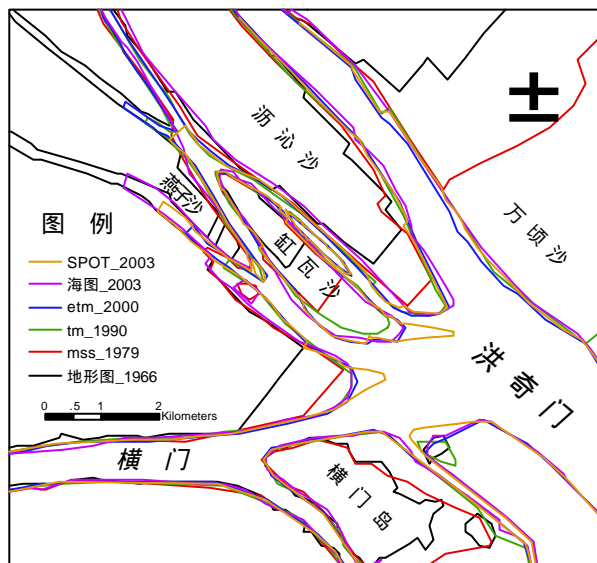 沥沁沙
燕子沙
缸瓦沙
万顷沙
图 例
SPOT_2003
海图_2003
etm_2000
tm_1990
mss_1979
地形图_1966
0 .5 1 2
Kilometers
洪奇门
横门
横门岛